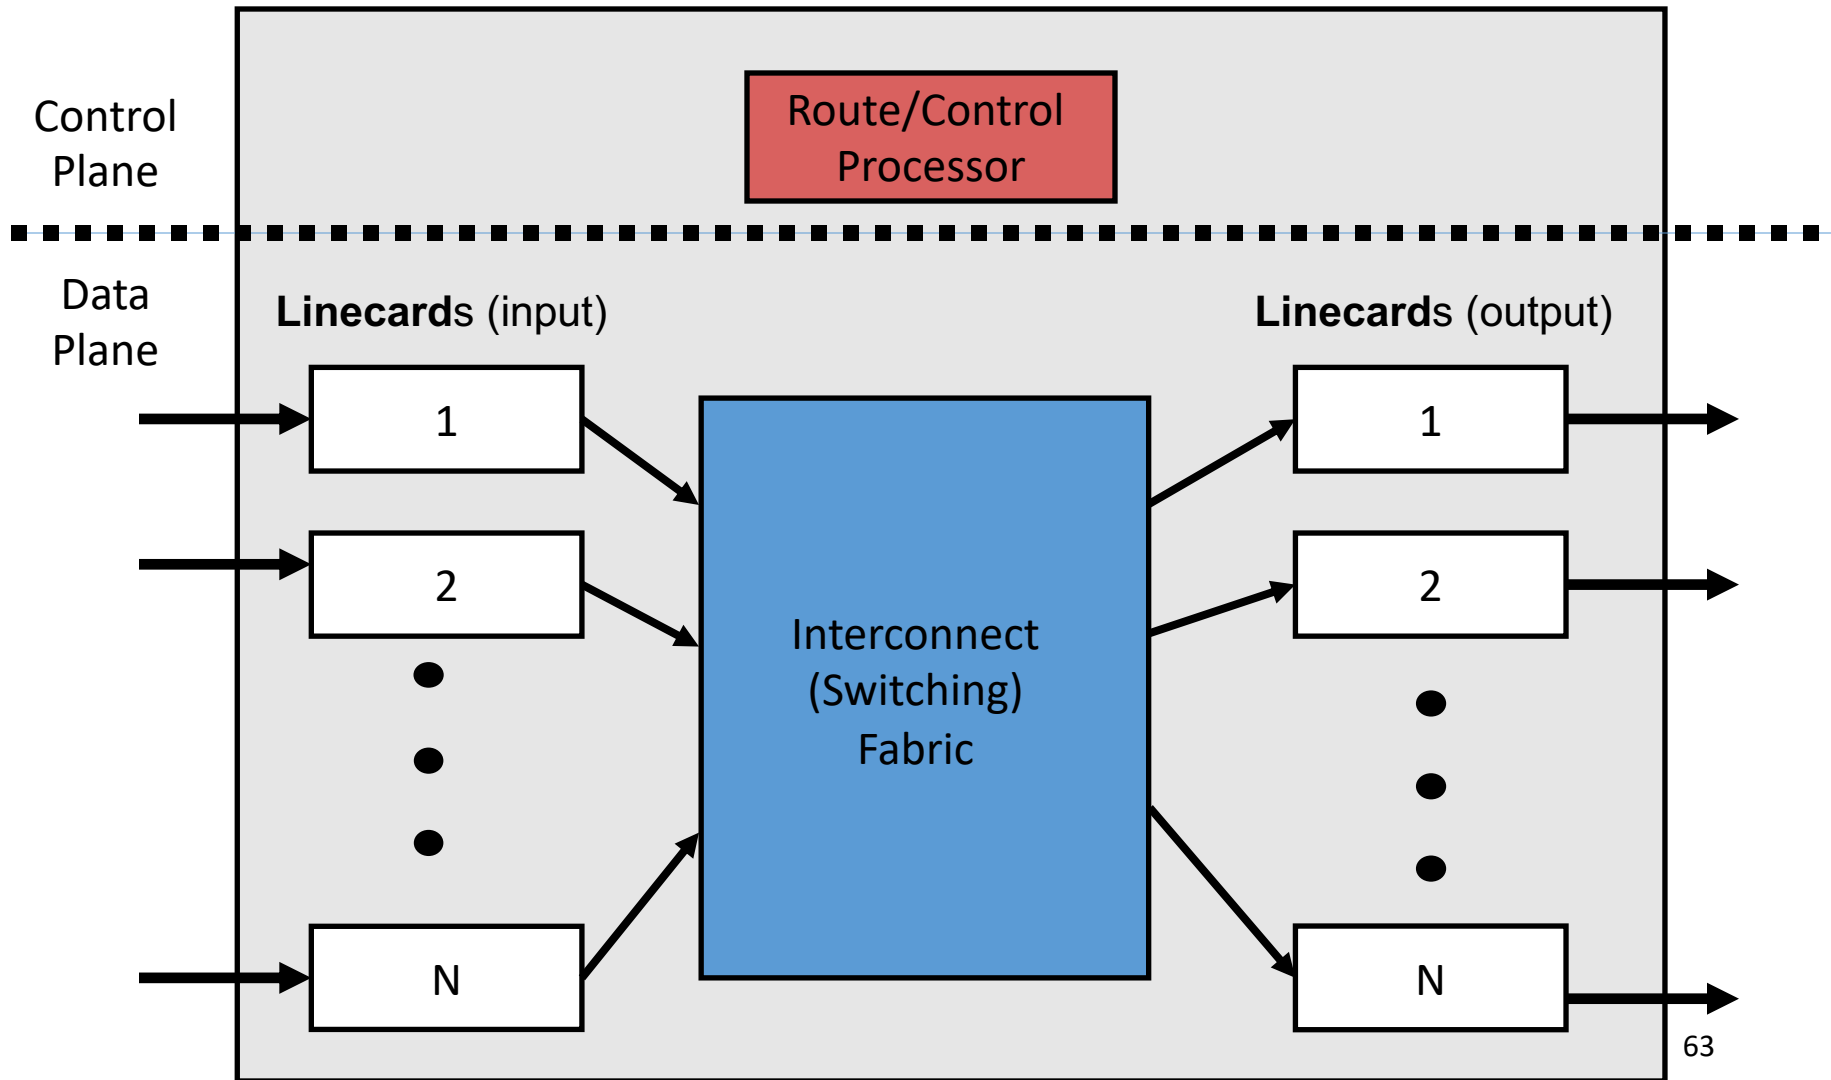 Control
Plane
Route/Control
Processor
Data
Plane
Linecards (input)
Linecards (output)
1
2
N
Interconnect
(Switching)
Fabric
1
2
N
63